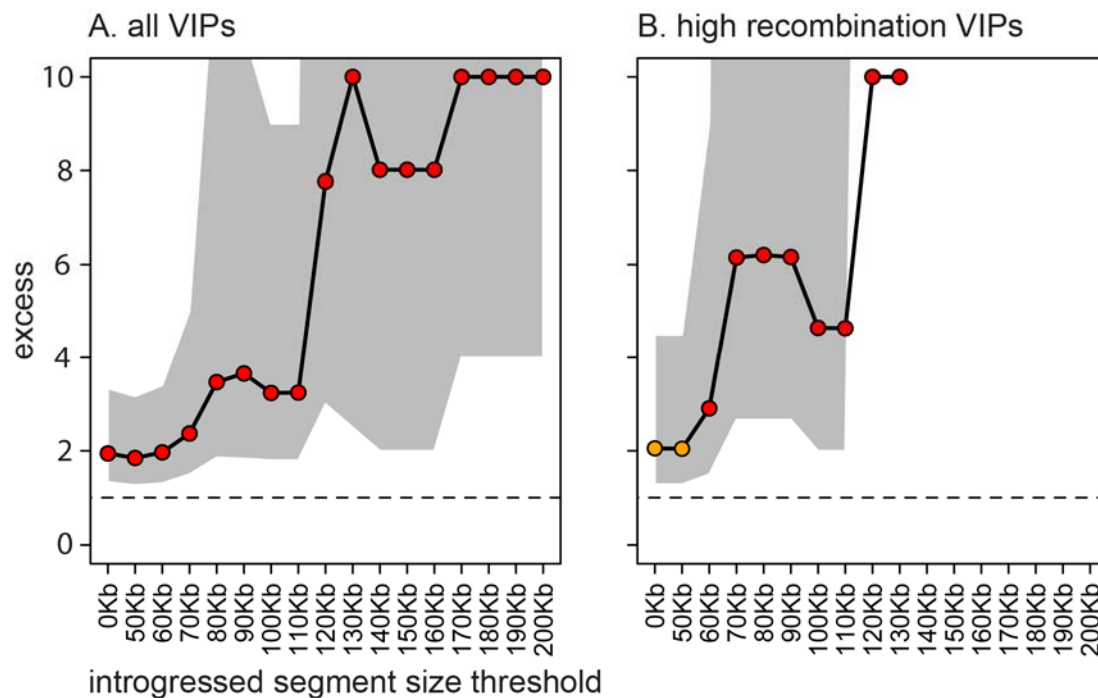 A. all VIPs
B. high recombination VIPs
excess
10
8
6
4
2
0
0Kb
50Kb
60Kb
70Kb
80Kb
90Kb
100Kb
110Kb
120Kb
130Kb
140Kb
150Kb
160Kb
170Kb
180Kb
190Kb
200Kb
0Kb
50Kb
60Kb
70Kb
80Kb
90Kb
100Kb
110Kb
120Kb
130Kb
140Kb
150Kb
160Kb
170Kb
180Kb
190Kb
200Kb
introgressed segment size threshold